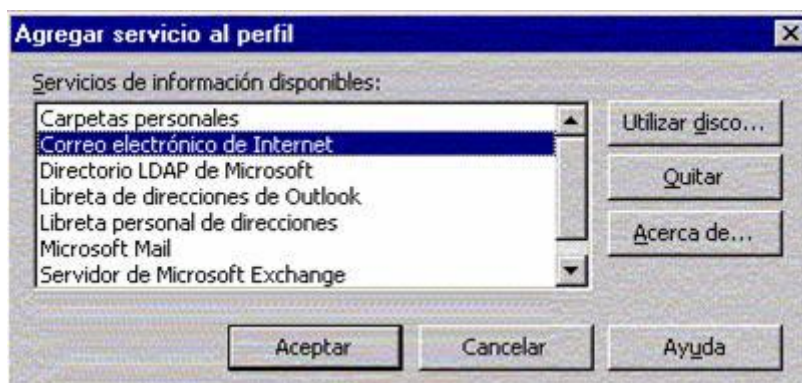 Agregar servicio al perfil
Servicios de información disponibles:
Carpetas personales
Correo electrónico de Internet
Directorio LDAP de Microsoft
Libreta de direcciones de Outlook
Libreta personal de direcciones
Microsoft Mail
Servidor de Microsoft Exchange
Utilizar disco...
Quitar
Acerca de...
Aceptar
Cancelar
Ayuda